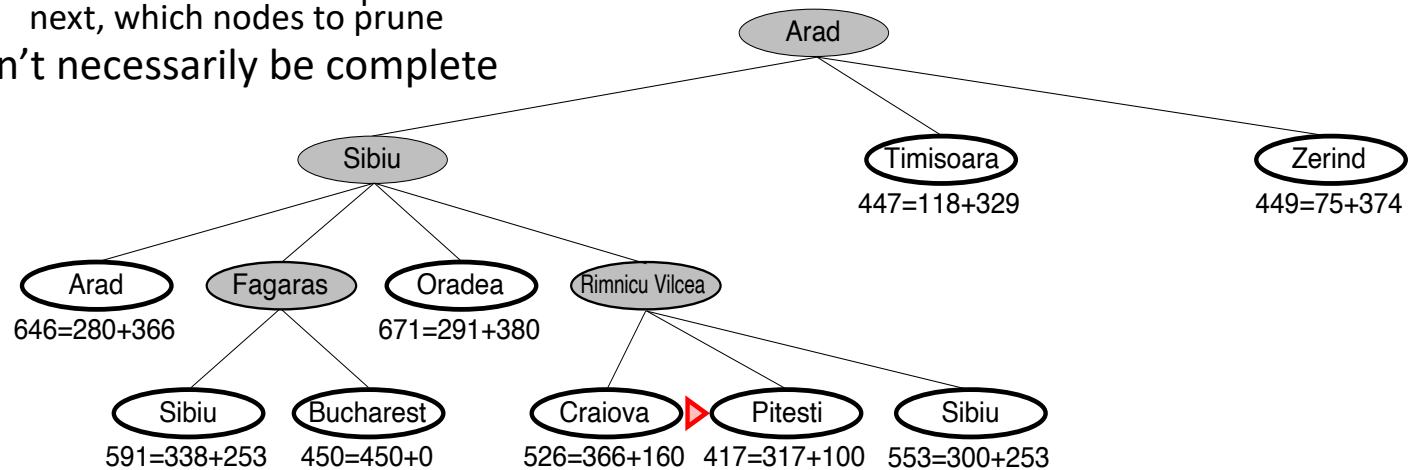 next, which nodes to prune
n't necessarily be complete
Arad
Sibiu
Timisoara
Zerind
447=118+329
449=75+374
Arad
Fagaras
Oradea
Rimnicu Vilcea
646=280+366
671=291+380
Sibiu
Bucharest
Craiova
Pitesti
Sibiu
591=338+253
450=450+0
526=366+160
417=317+100
553=300+253